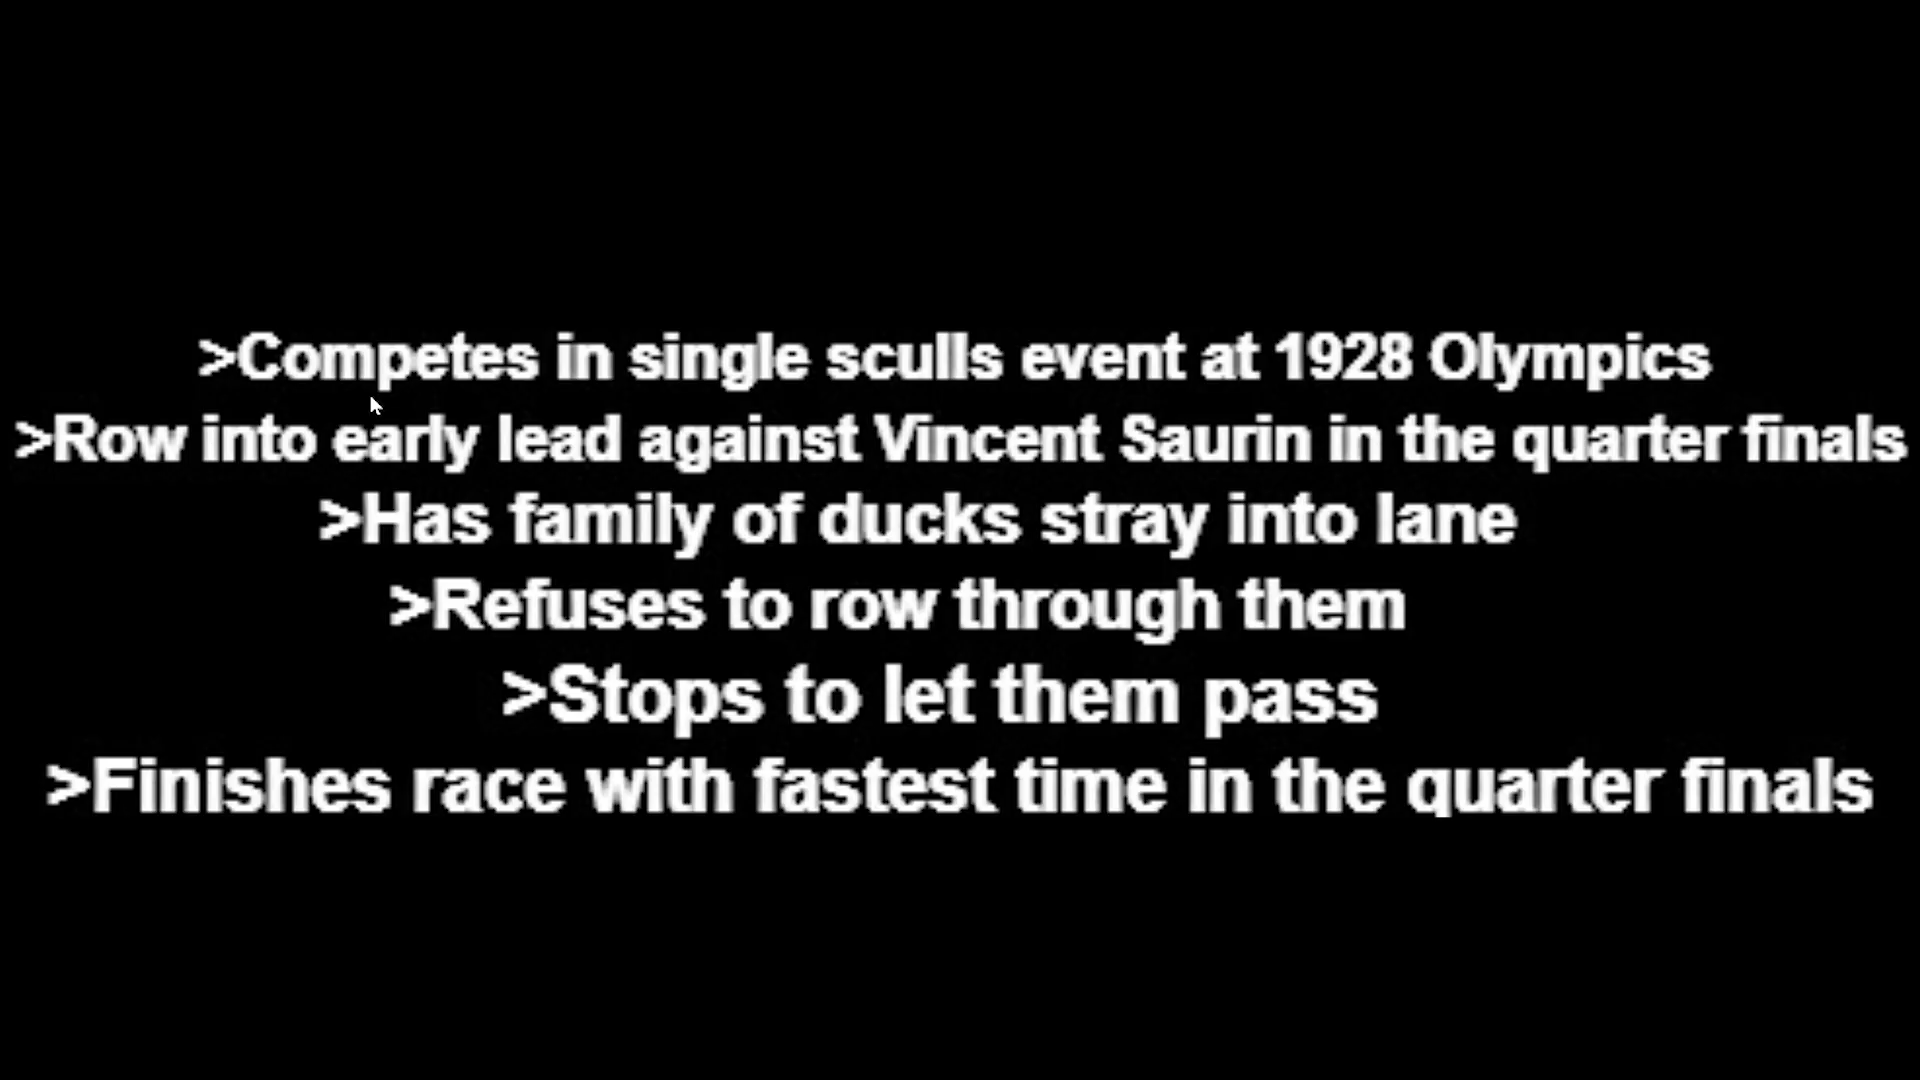 >Competes in single sculls event at 1928 Olympics
>Row into early lead against Vincent Saurin in the quarter finals
>Has family of ducks stray into lane
>Refuses to row through them
>Stops to let them pass
>Finishes race with fastest time in the quarter finals